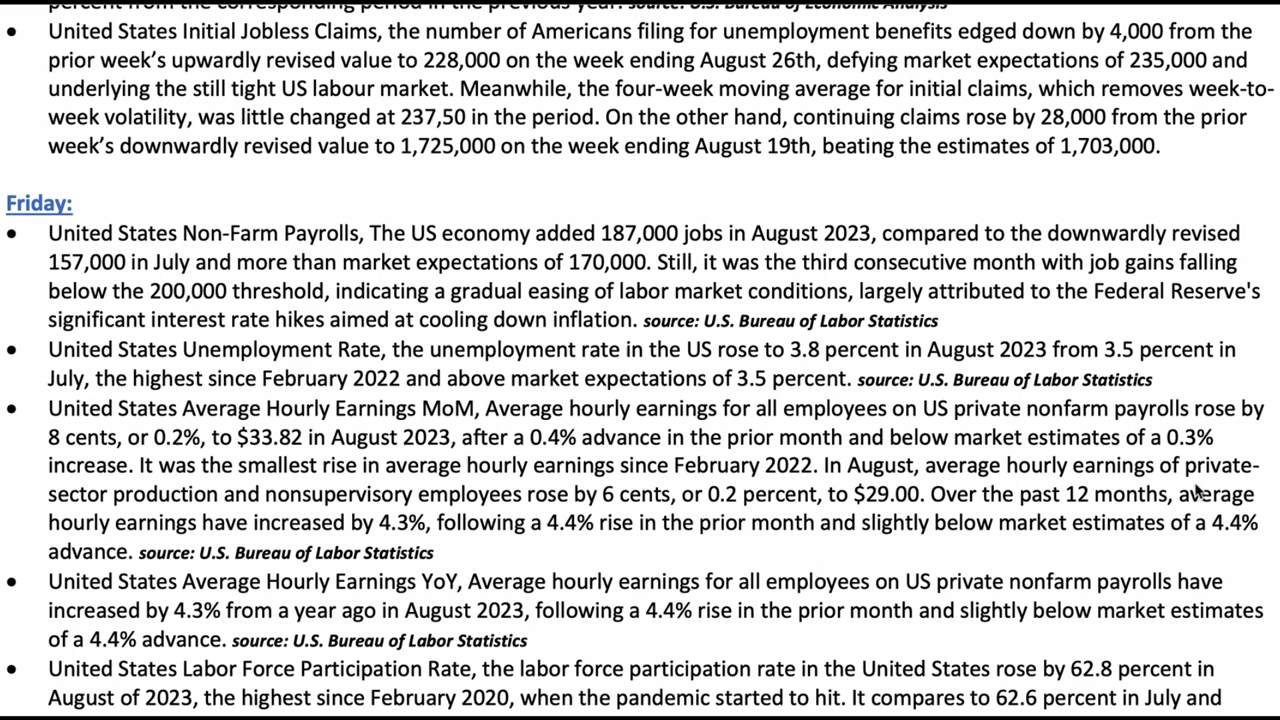 percent from the corresponding period in the previous year. source: U.S. Bureau of Economic Analysis
• United States Initial Jobless Claims, the number of Americans filing for unemployment benefits edged down by 4,000 from the
prior week's upwardly revised value to 228,000 on the week ending August 26th, defying market expectations of 235,000 and
underlying the still tight US labour market. Meanwhile, the four-week moving average for initial claims, which removes week-to-
week volatility, was little changed at 237,50 in the period. On the other hand, continuing claims rose by 28,000 from the prior
week's downwardly revised value to 1,725,000 on the week ending August 19th, beating the estimates of 1,703,000.
Friday:
• United States Non-Farm Payrolls, The US economy added 187,000 jobs in August 2023, compared to the downwardly revised
157,000 in July and more than market expectations of 170,000. Still, it was the third consecutive month with job gains falling
below the 200,000 threshold, indicating a gradual easing of labor market conditions, largely attributed to the Federal Reserve's
significant interest rate hikes aimed at cooling down inflation. source: U.S. Bureau of Labor Statistics
• United States Unemployment Rate, the unemployment rate in the US rose to 3.8 percent in August 2023 from 3.5 percent in
July, the highest since February 2022 and above market expectations of 3.5 percent. source: U.S. Bureau of Labor Statistics
• United States Average Hourly Earnings MoM, Average hourly earnings for all employees on US private nonfarm payrolls rose by
8 cents, or 0.2%, to $33.82 in August 2023, after a 0.4% advance in the prior month and below market estimates of a 0.3%
increase. It was the smallest rise in average hourly earnings since February 2022. In August, average hourly earnings of private-
sector production and nonsupervisory employees rose by 6 cents, or 0.2 percent, to $29.00. Over the past 12 months, average
hourly earnings have increased by 4.3%, following a 4.4% rise in the prior month and slightly below market estimates of a 4.4%
advance. source: U.S. Bureau of Labor Statistics
• United States Average Hourly Earnings YoY, Average hourly earnings for all employees on US private nonfarm payrolls have
increased by 4.3% from a year ago in August 2023, following a 4.4% rise in the prior month and slightly below market estimates
of a 4.4% advance. source: U.S. Bureau of Labor Statistics
• United States Labor Force Participation Rate, the labor force participation rate in the United States rose by 62.8 percent in
August of 2023, the highest since February 2020, when the pandemic started to hit. It compares to 62.6 percent in July and